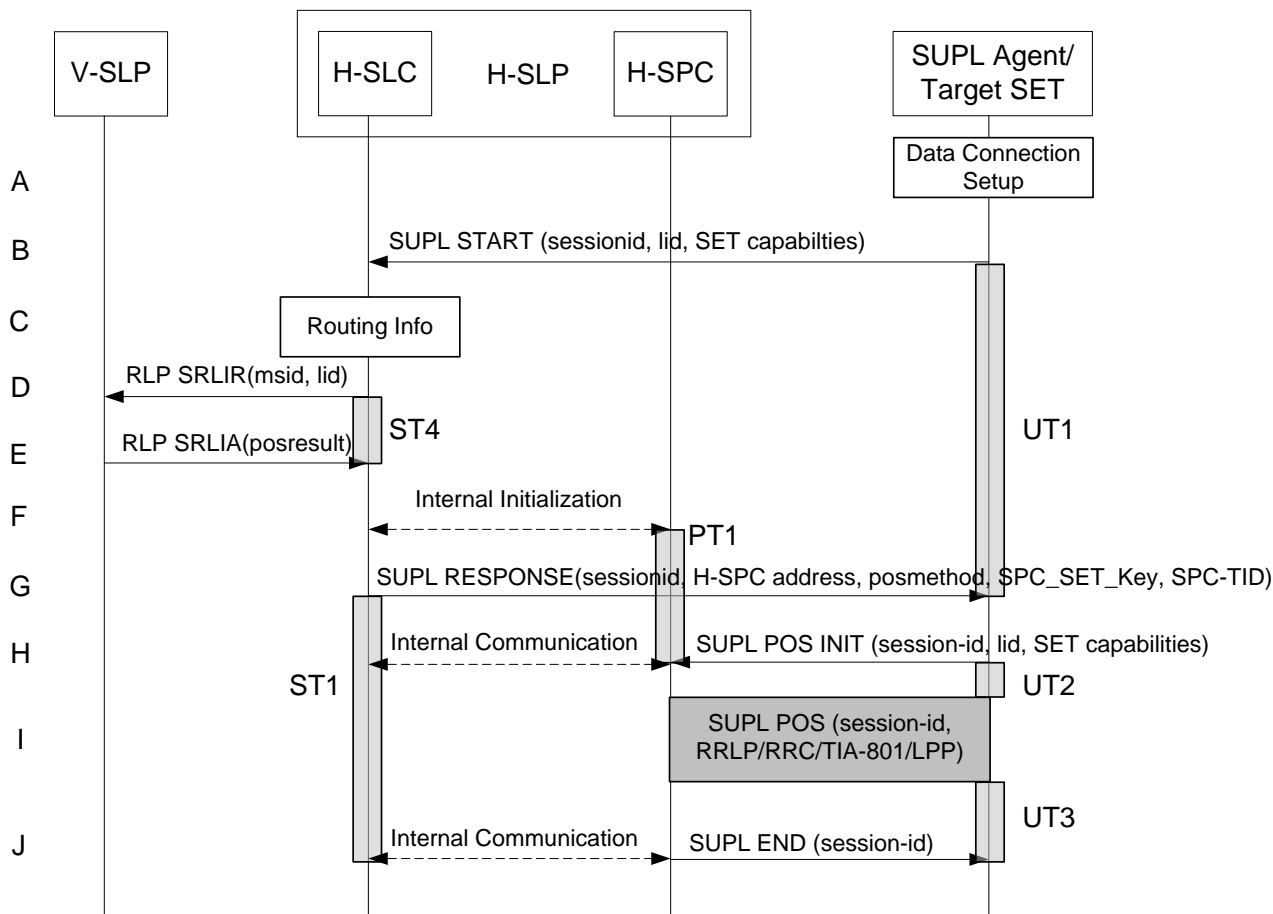 V-SLP
H-SLC
H-SLP
H-SPC
SUPL Agent/
Target SET
A
Data Connection
Setup
B
SUPL START (sessionid, lid, SET capabilties)
C
Routing Info
D
RLP SRLIR(msid, lid)
ST4
UT1
E
RLP SRLIA(posresult)
F
Internal Initialization
PT1
G
SUPL RESPONSE(sessionid, H-SPC address, posmethod, SPC_SET_Key, SPC-TID)
H
Internal Communication
SUPL POS INIT (session-id, lid, SET capabilities)
ST1
UT2
I
SUPL POS (session-id,
RRLP/RRC/TIA-801/LPP)
UT3
J
Internal Communication
SUPL END (session-id)